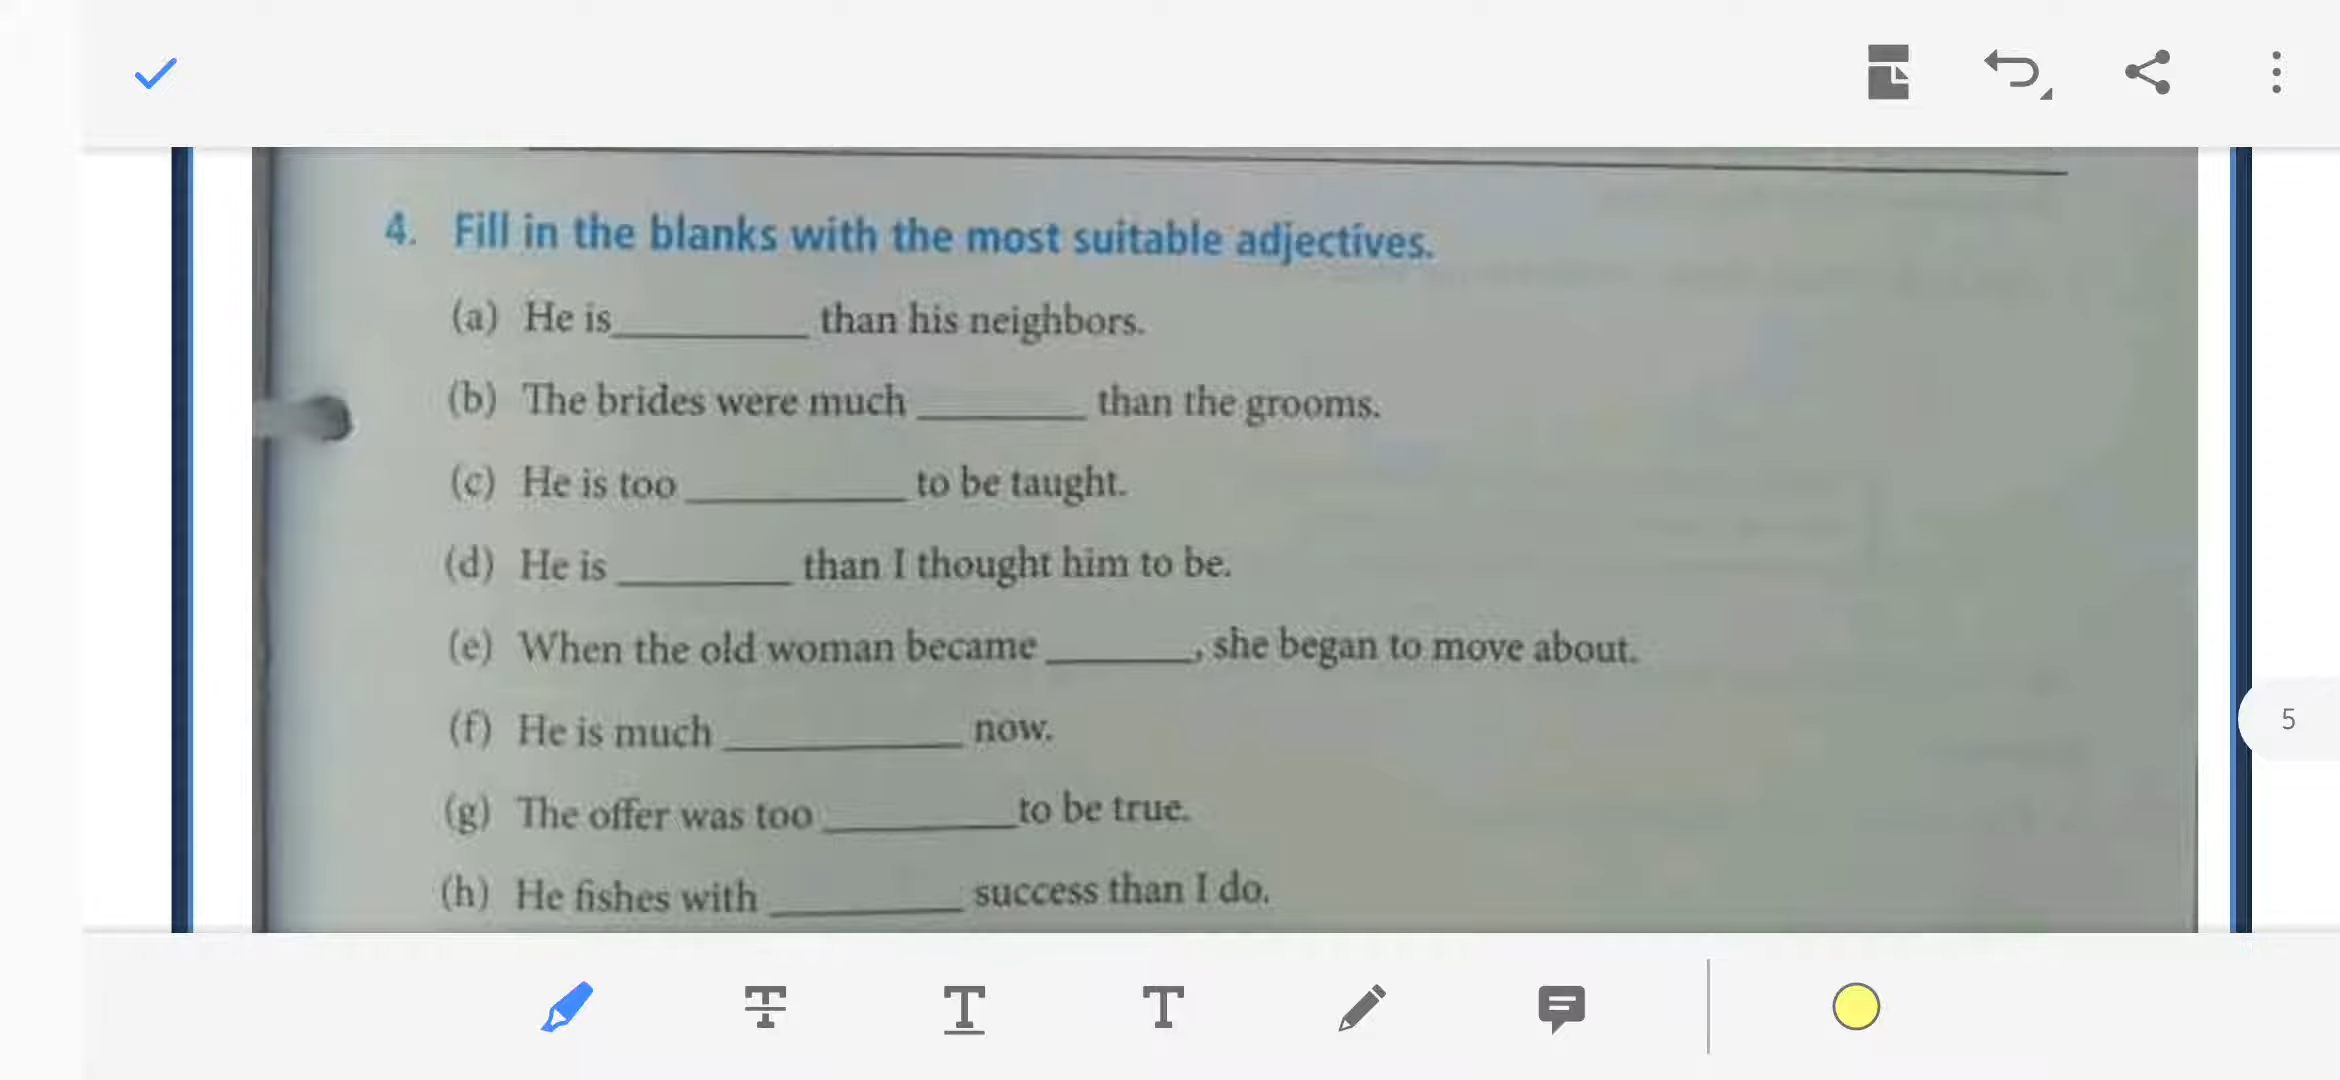 4. Fill in the blanks with the most suitable adjectives.
(a) He is_________ than his neighbors.
(b) The brides were much ________ than the grooms.
(c) He is too __________ to be taught.
(d) He is ________ than I thought him to be.
(e) When the old woman became _______, she began to move about.
(f) He is much ___________ now.
(g) The offer was too _________to be true.
(h) He fishes with _________ success than I do.
5